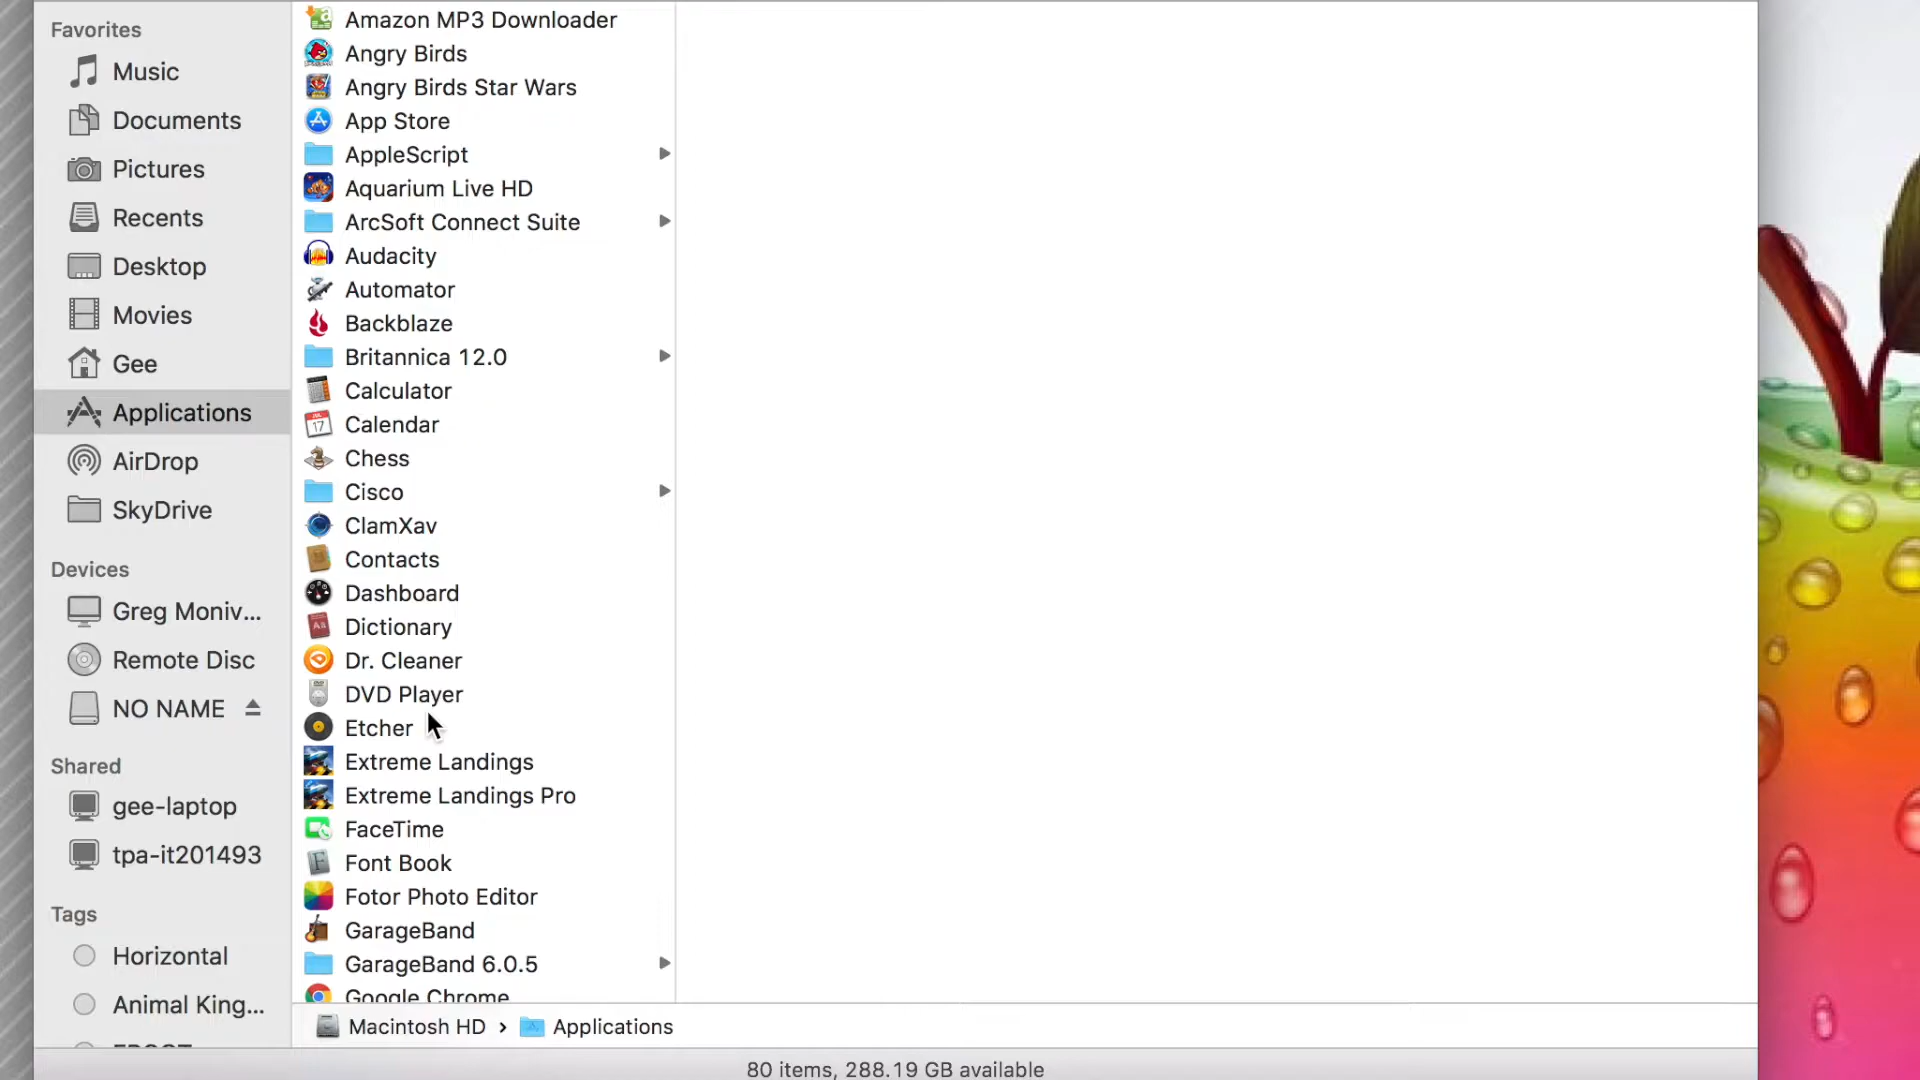 Favorites
Music
Documents
Pictures
Recents
Desktop
Movies
Gee
Applications
AirDrop
SkyDrive
Devices
Greg Moniv...
Remote Disc
NO NAME
Shared
gee-laptop
tpa-it201493
Tags
Horizontal
Animal King...
Amazon MP3 Downloader
Angry Birds
Angry Birds Star Wars
App Store
AppleScript
Aquarium Live HD
ArcSoft Connect Suite
Audacity
Automator
Backblaze
Britannica 12.0
Calculator
Calendar
Chess
Cisco
ClamXav
Contacts
Dashboard
Dictionary
Dr. Cleaner
DVD Player
Etcher
Extreme Landings
Extreme Landings Pro
FaceTime
Font Book
Fotor Photo Editor
GarageBand
GarageBand 6.0.5
Google Chrome
Macintosh HD › Applications
80 items, 288.19 GB available